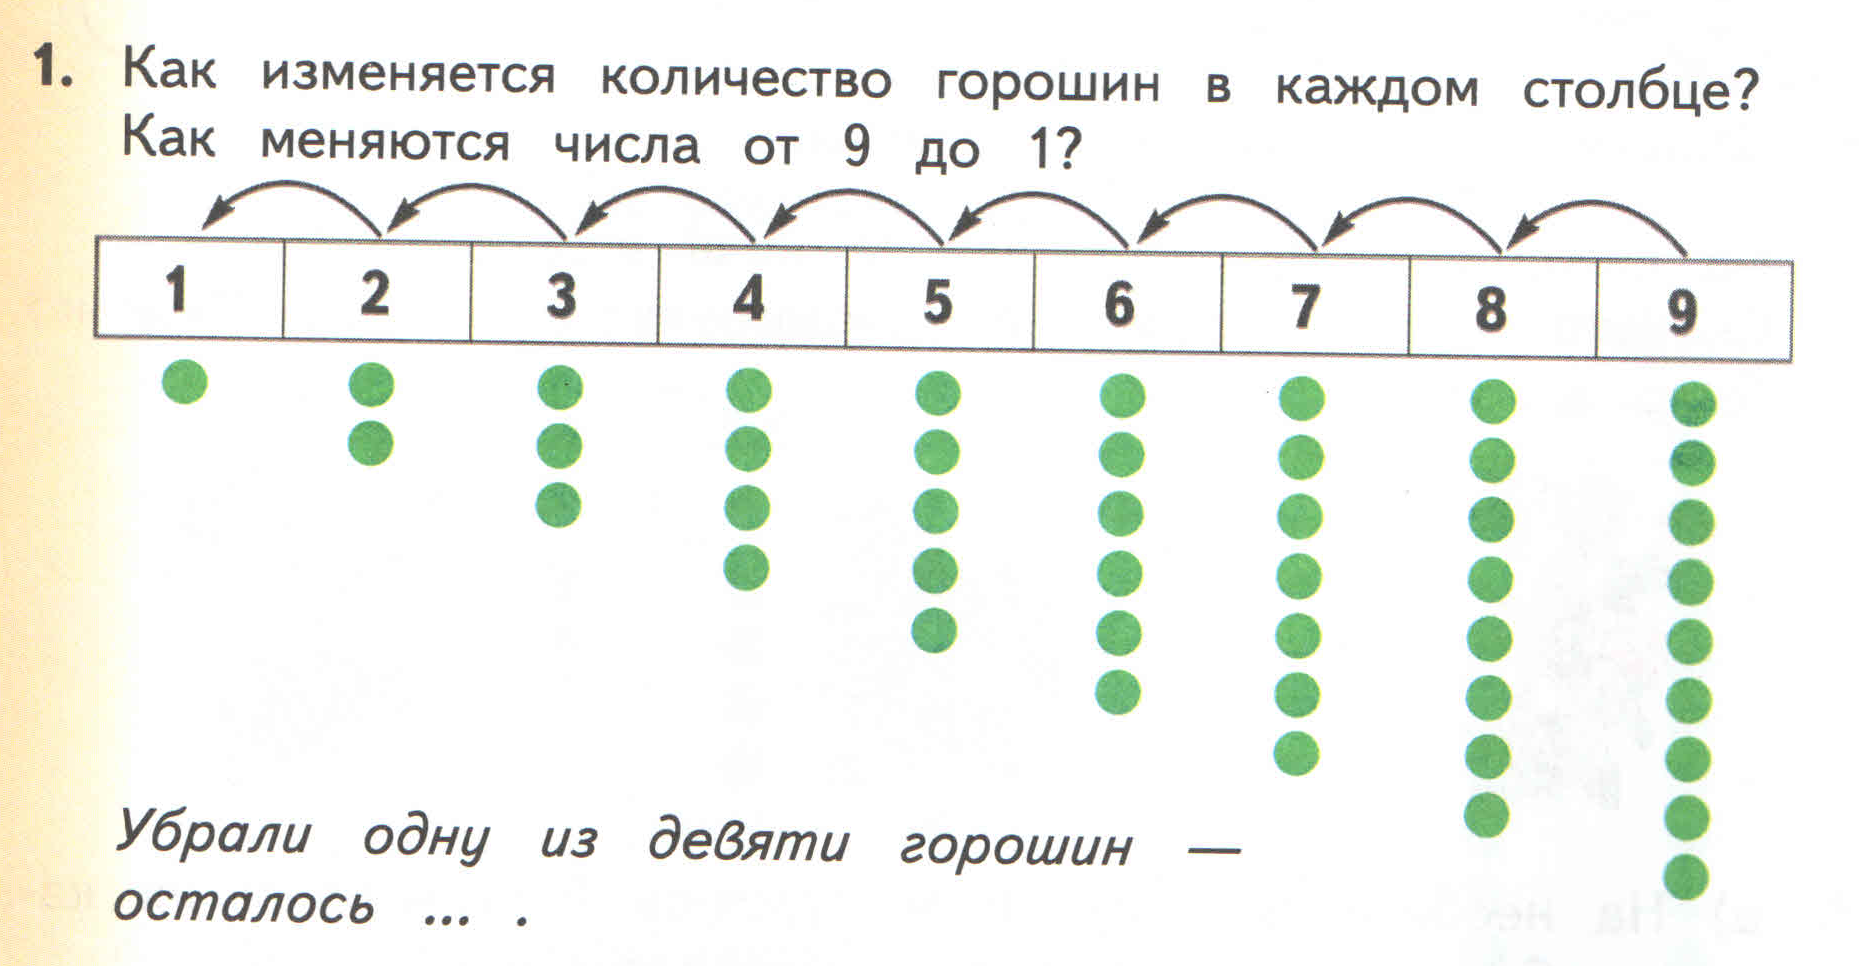 1. Как изменяется количество горошин в каждом столбце?
Как меняются числа от 9 до 1?
1 2 3 4 5 6 7 8 9
Убрали одну из девяти горошин —
осталось ... .